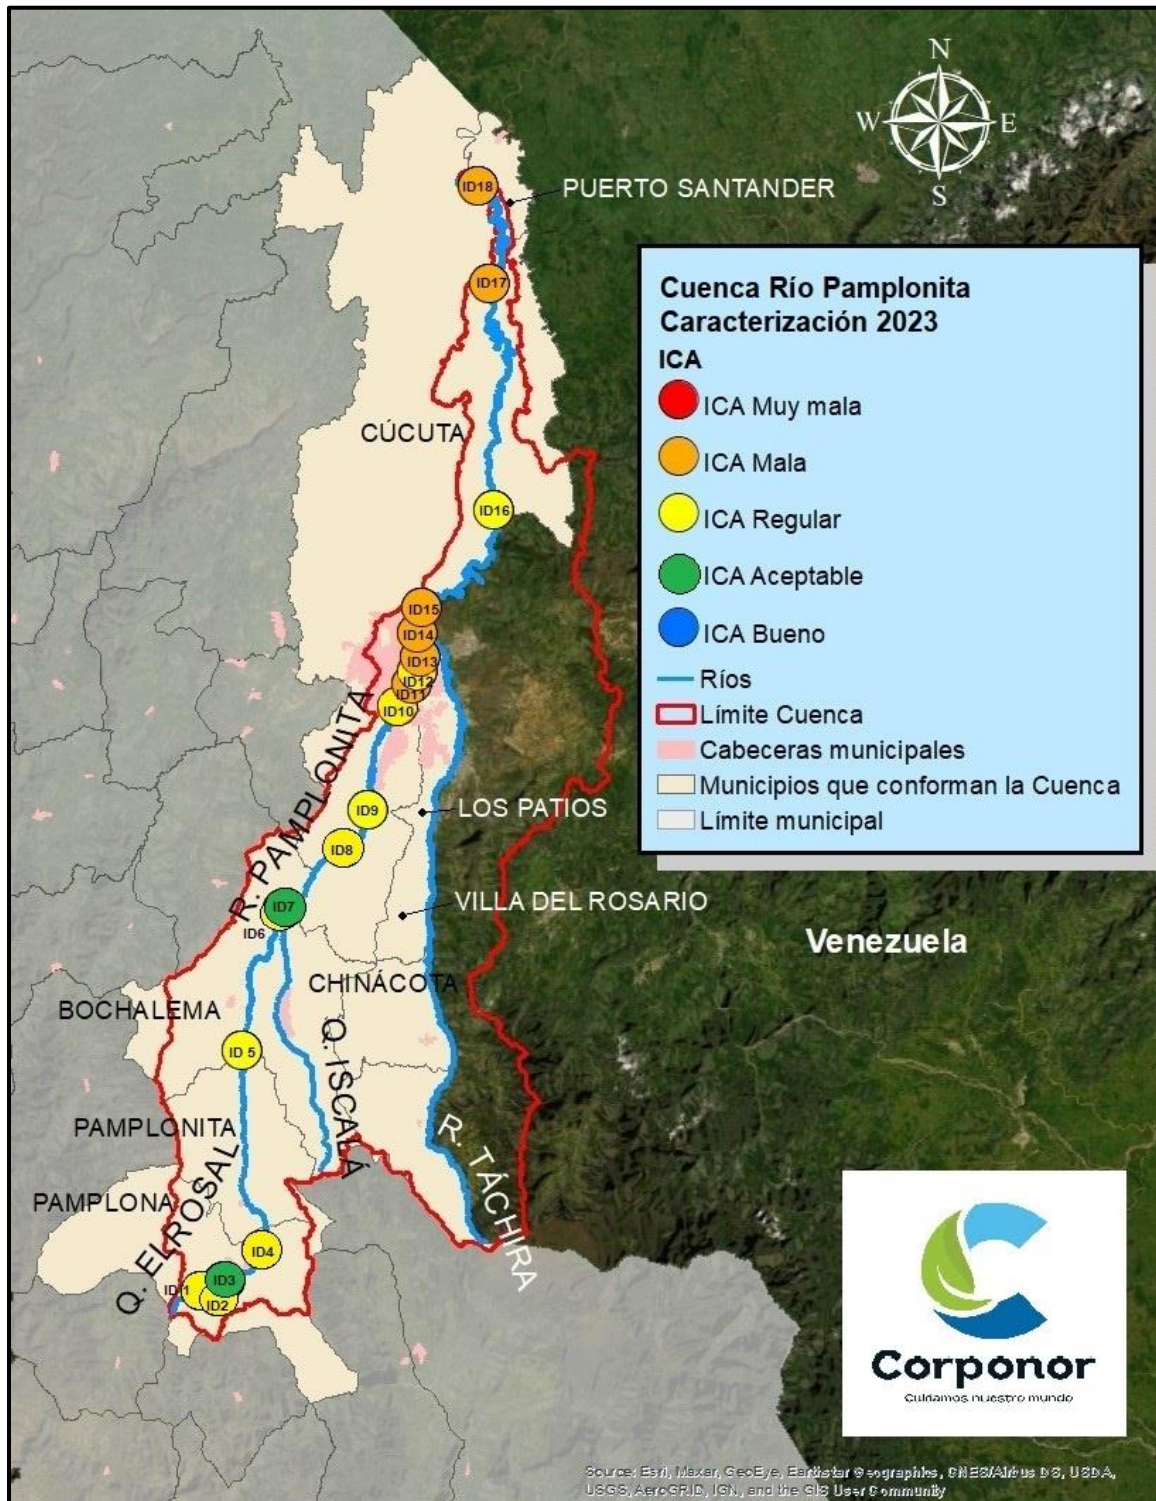 N
W
E
S
ID18
PUERTO SANTANDER
ID17
Cuenca Río Pamplonita
Caracterización 2023
ICA
ICA Muy mala
ICA Mala
ICA Regular
ICA Aceptable
ICA Bueno
Ríos
Límite Cuenca
Cabeceras municipales
Municipios que conforman la Cuenca
Límite municipal
CÚCUTA
ID16
ID15
ID14
ID13
ID12
ID11
ID10
R. PAMPLONITA
ID9
LOS PATIOS
ID8
ID7
ID6
VILLA DEL ROSARIO
Venezuela
CHINÁCOTA
BOCHALEMA
ID 5
Q. ISCALÁ
PAMPLONITA
R. TÁCHIRA
PAMPLONA
Q. ELROSAL
ID4
ID3
ID 1
ID2
Corponor
Cuidamos nuestro mundo
Source: Esri, Maxar, GeoEye, Earthstar Geographics, CNES/Airbus DS, USDA,
USGS, AeroGRID, IGN, and the GIS User Community